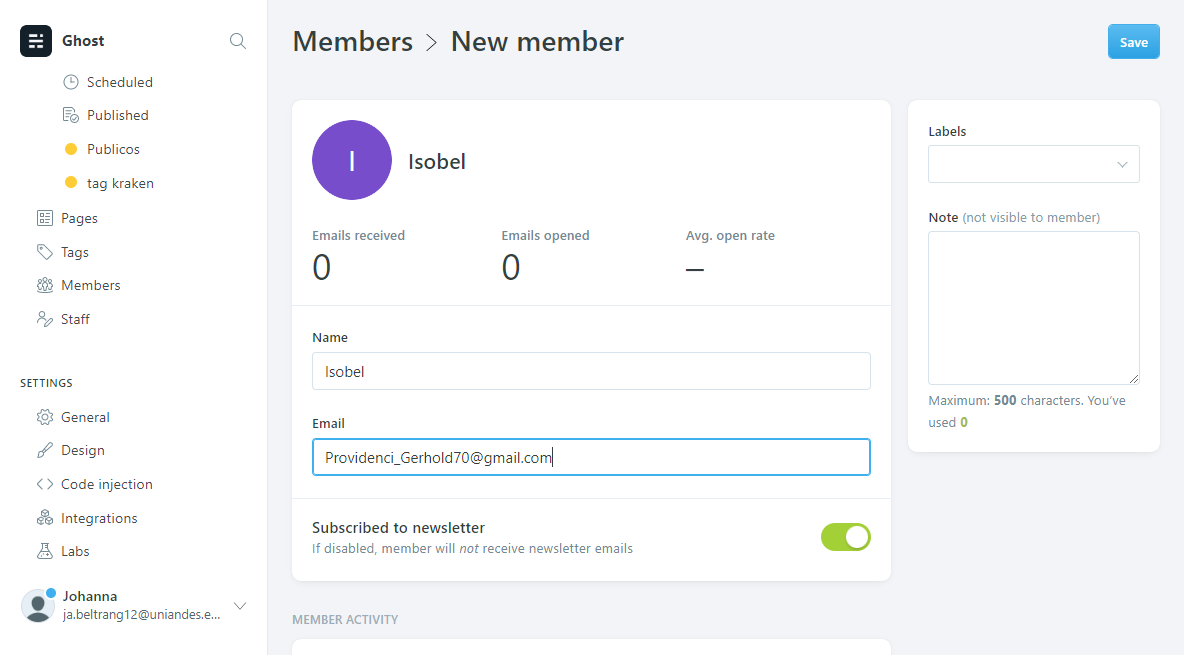 Ghost
Scheduled
Published
Publicos
tag kraken
Pages
Tags
Members
Staff
SETTINGS
General
Design
Code injection
Integrations
Labs
Johanna
ja.beltrang12@uniandes.e...
Members > New member
Save
I
Isobel
Emails received
0
Emails opened
0
Avg. open rate
–
Name
Isobel
Email
Providenci_Gerhold70@gmail.com
Subscribed to newsletter
If disabled, member will not receive newsletter emails
MEMBER ACTIVITY
Labels
Note (not visible to member)
Maximum: 500 characters. You've
used 0